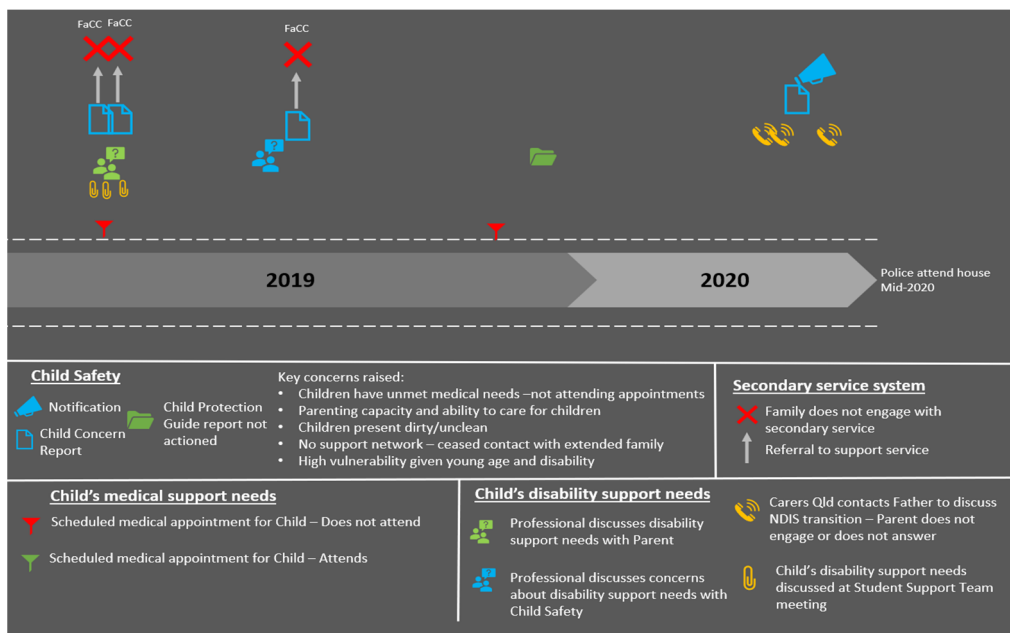 FaCC FaCC
FaCC
2019
2020
Police attend house
Mid-2020
Child Safety
Notification
Child Concern
Report
Child Protection
Guide report not
actioned
Key concerns raised:
• Children have unmet medical needs –not attending appointments
• Parenting capacity and ability to care for children
• Children present dirty/unclean
• No support network – ceased contact with extended family
• High vulnerability given young age and disability
Secondary service system
Family does not engage with
secondary service
Referral to support service
Child's medical support needs
Scheduled medical appointment for Child – Does not attend
Scheduled medical appointment for Child – Attends
Child's disability support needs
Professional discusses disability
support needs with Parent
Professional discusses concerns
about disability support needs with
Child Safety
Carers Qld contacts Father to discuss
NDIS transition – Parent does not
engage or does not answer
Child's disability support needs
discussed at Student Support Team
meeting